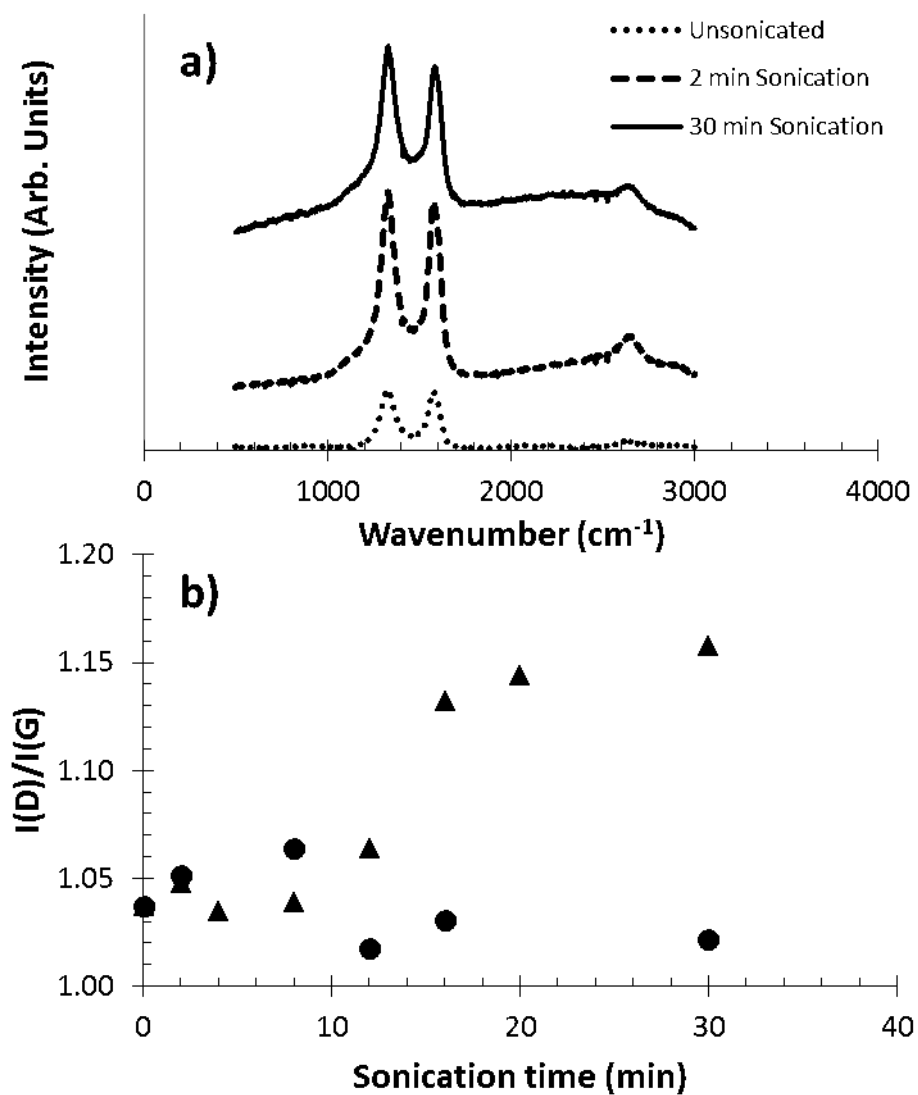 a)
Unsonicated
2 min Sonication
30 min Sonication
Intensity (Arb. Units)
0 1000 2000 3000 4000
Wavenumber (cm⁻¹)
b)
1.20
1.15
1.10
1.05
1.00
I(D)/I(G)
0 10 20 30 40
Sonication time (min)